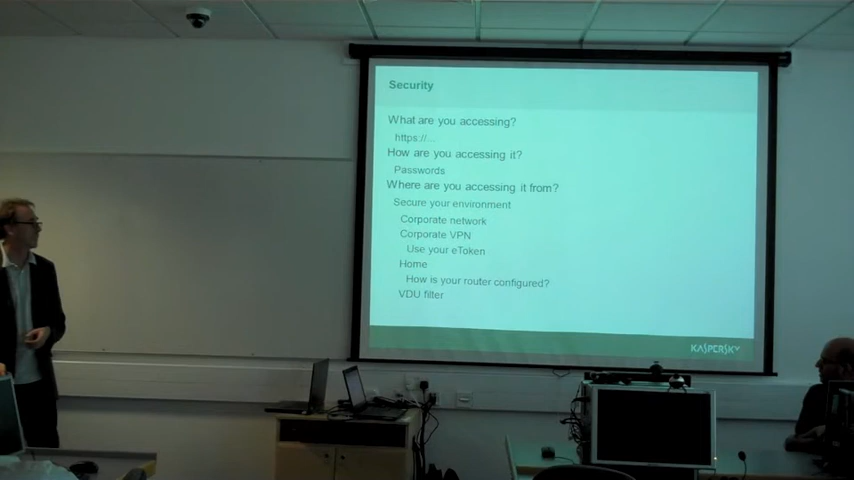 Security
What are you accessing?
https://...
How are you accessing it?
Passwords
Where are you accessing it from?
Secure your environment
Corporate network
Corporate VPN
Use your eToken
Home
How is your router configured?
VDU filter
KASPERSKY